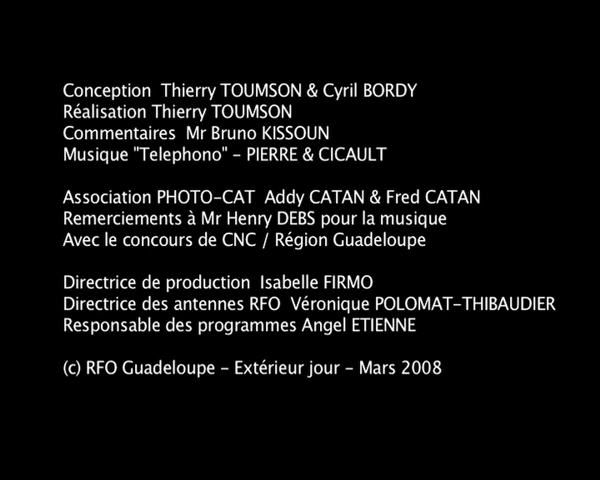 Conception  Thierry TOUMSON & Cyril BORDY
Réalisation Thierry TOUMSON
Commentaires  Mr Bruno KISSOUN
Musique "Telephono" - PIERRE & CICAULT
Association PHOTO-CAT  Addy CATAN & Fred CATAN
Remerciements à Mr Henry DEBS pour la musique
Avec le concours de CNC / Région Guadeloupe
Directrice de production  Isabelle FIRMO
Directrice des antennes RFO  Véronique POLOMAT-THIBAUDIER
Responsable des programmes Angel ETIENNE
(c) RFO Guadeloupe - Extérieur jour - Mars 2008